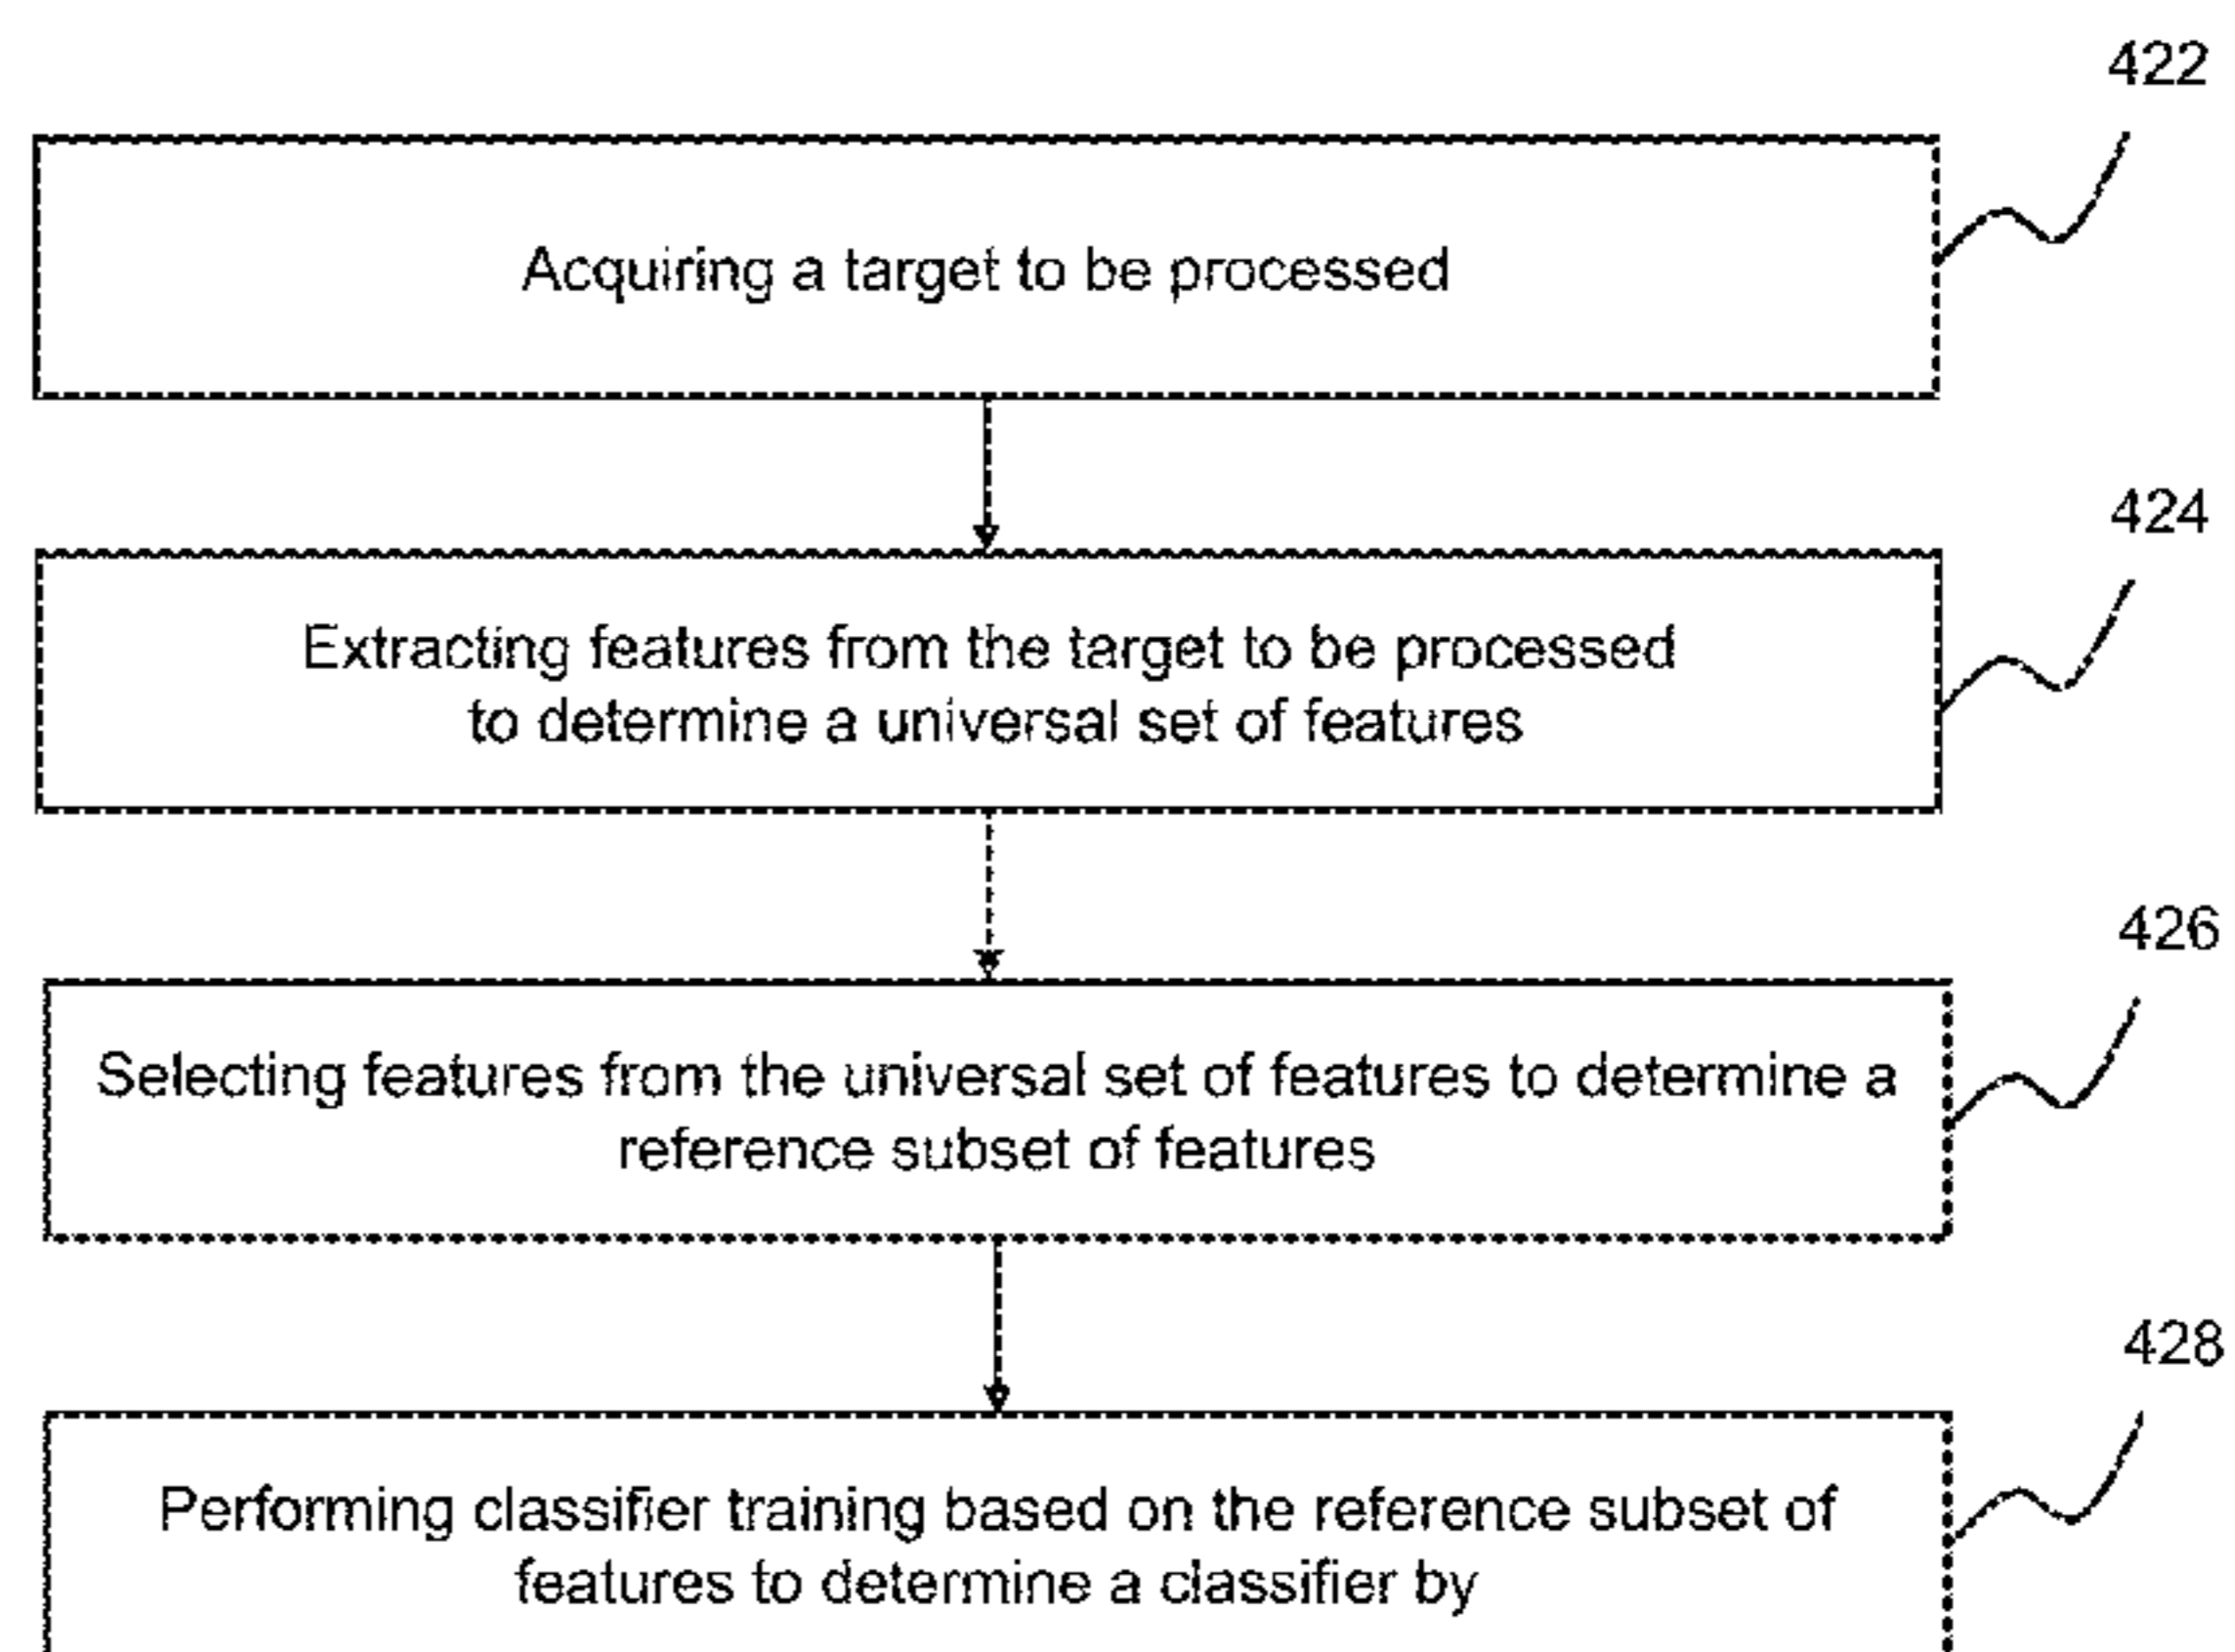 422
Acquiring a target to be processed
424
Extracting features from the target to be processed
to determine a universal set of features
426
Selecting features from the universal set of features to determine a
reference subset of features
428
Performing classifier training based on the reference subset of
features to determine a classifier by